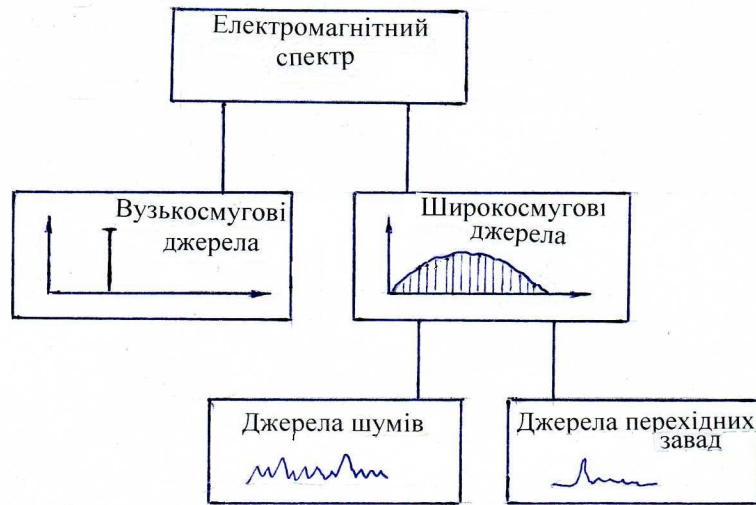 Електромагнітний
спектр
Вузькосмугові
джерела
Широкосмугові
джерела
Джерела шумів
Джерела перехідних
завад